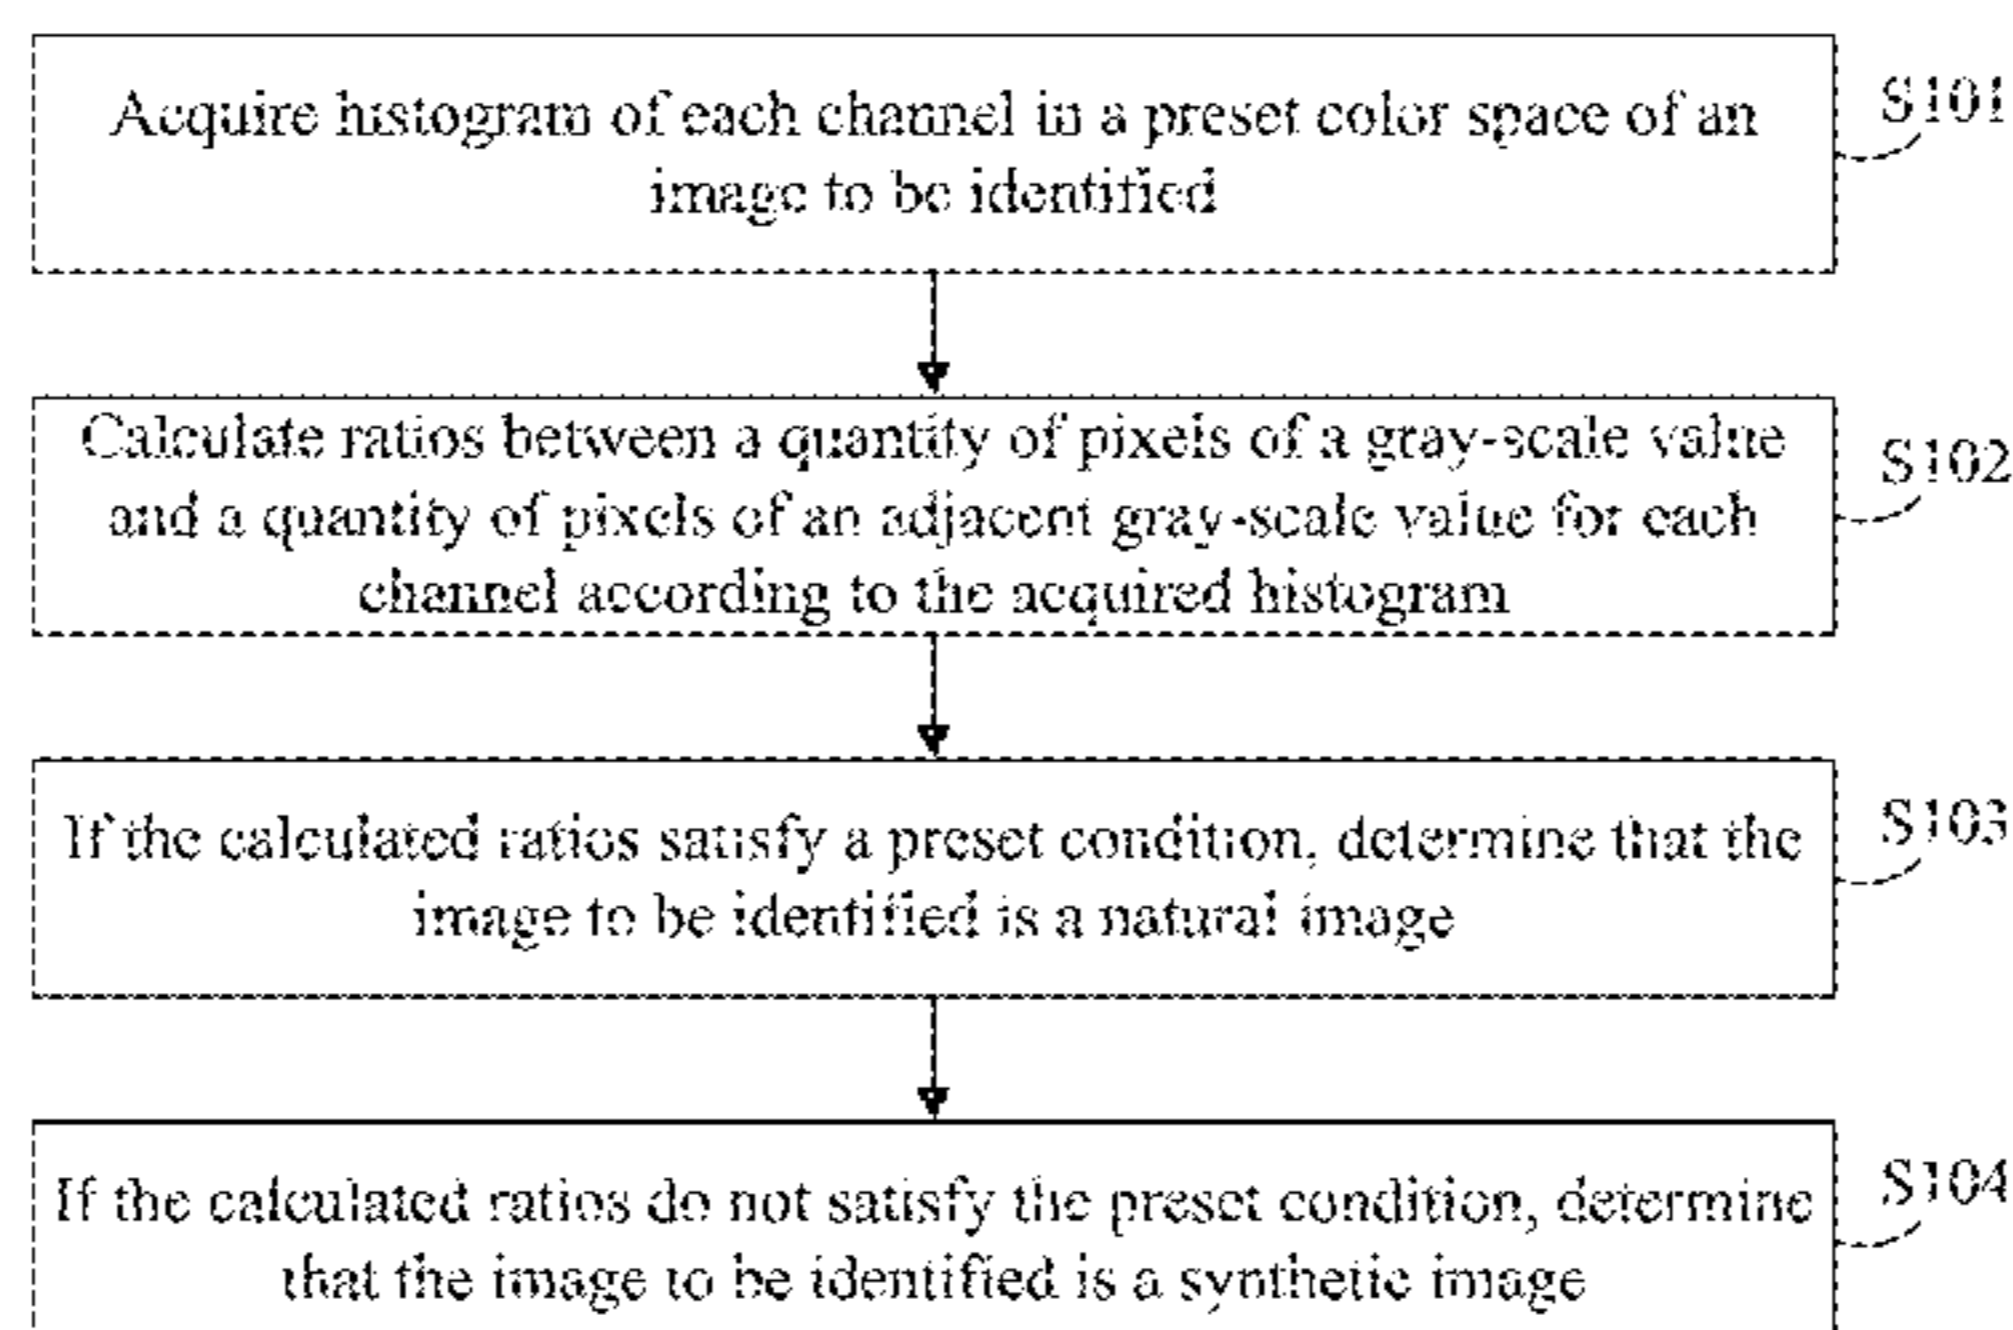 Acquire histogram of each channel in a preset color space of an
image to be identified
S101
Calculate ratios between a quantity of pixels of a gray-scale value
and a quantity of pixels of an adjacent gray-scale value for each
channel according to the acquired histogram
S102
If the calculated ratios satisfy a preset condition, determine that the
image to be identified is a natural image
S103
If the calculated ratios do not satisfy the preset condition, determine
that the image to be identified is a synthetic image
S104